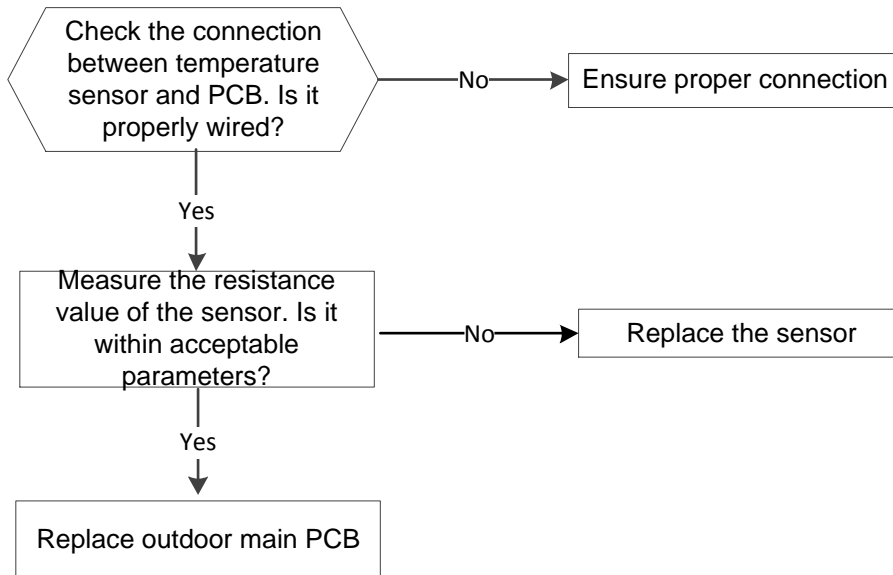 Check the connection
between temperature
sensor and PCB. Is it
properly wired?
No
Ensure proper connection
Yes
Measure the resistance
value of the sensor. Is it
within acceptable
parameters?
No
Replace the sensor
Yes
Replace outdoor main PCB